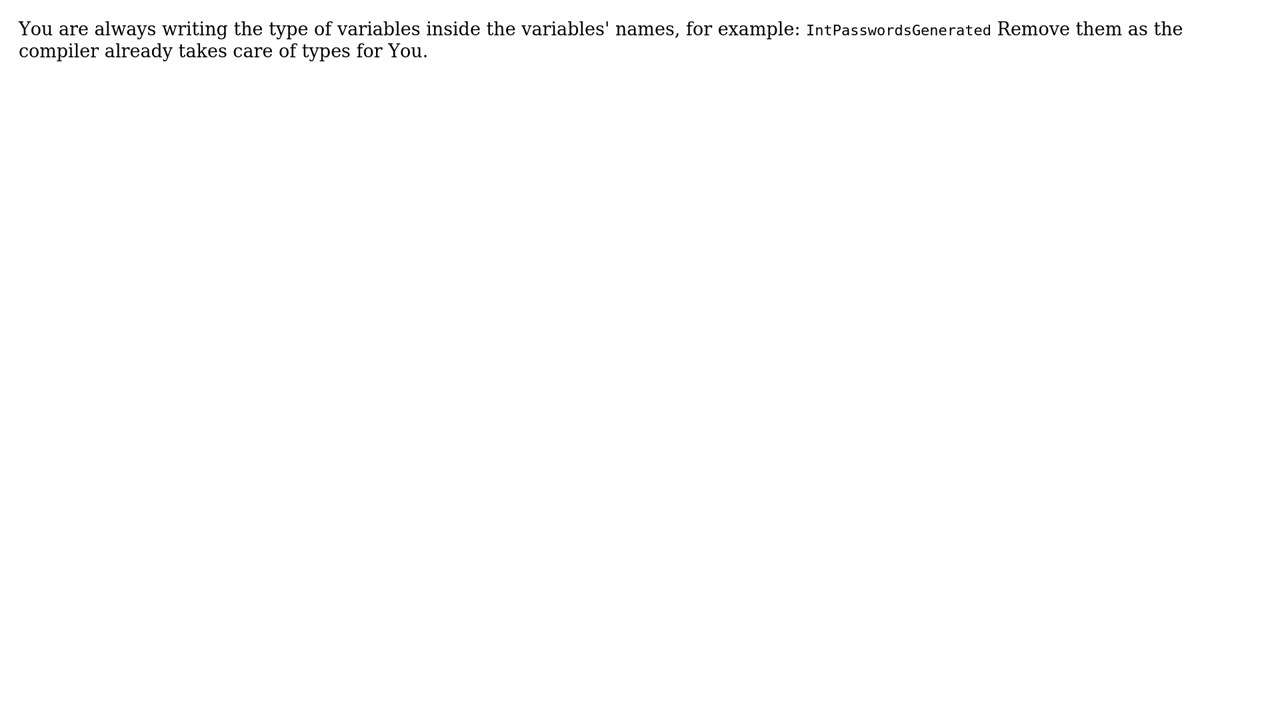 You are always writing the type of variables inside the variables' names, for example: IntPasswordsGenerated Remove them as the
compiler already takes care of types for You.